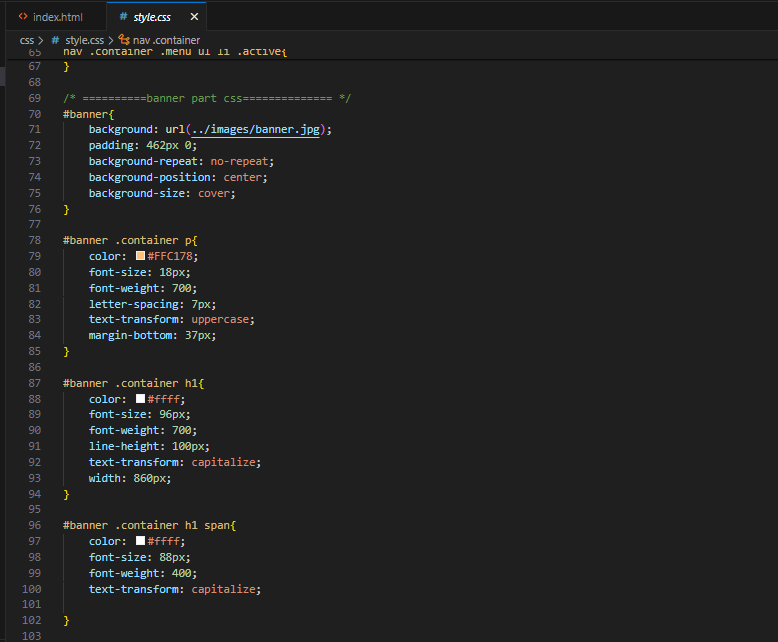 <> index.html
# style.css ×
css > # style.css > nav .container
65 nav .container .menu ul li .active{
67 }
68
69 /* ==========banner part css============== */
70 #banner{
71 background: url(../images/banner.jpg);
72 padding: 462px 0;
73 background-repeat: no-repeat;
74 background-position: center;
75 background-size: cover;
76 }
77
78 #banner .container p{
79 color: #FFC178;
80 font-size: 18px;
81 font-weight: 700;
82 letter-spacing: 7px;
83 text-transform: uppercase;
84 margin-bottom: 37px;
85 }
86
87 #banner .container h1{
88 color: #ffff;
89 font-size: 96px;
90 font-weight: 700;
91 line-height: 100px;
92 text-transform: capitalize;
93 width: 860px;
94 }
95
96 #banner .container h1 span{
97 color: #ffff;
98 font-size: 88px;
99 font-weight: 400;
100 text-transform: capitalize;
101
102 }
103